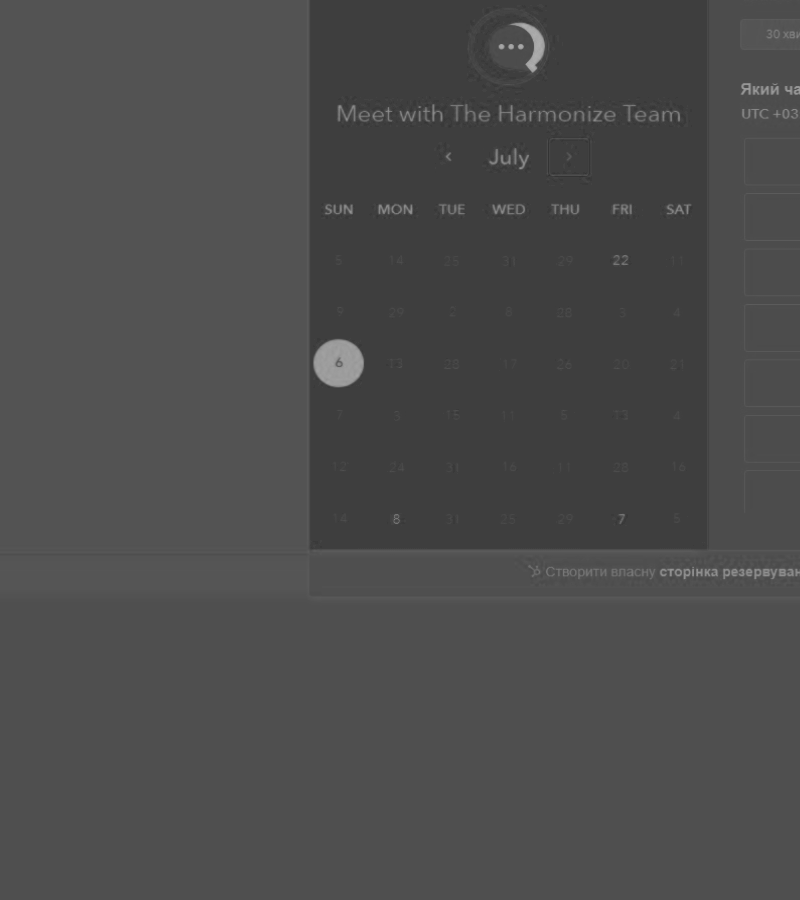 30 хви
Meet with The Harmonize Team
Який ча
UTC +03
July
SUN MON TUE WED THU FRI SAT
5 14 25 31 29 22 11
9 29 2 8 28 3 4
6 13 28 17 26 20 21
7 3 15 11 5 13 4
12 24 31 16 11 28 16
14 8 31 25 29 7 5
Створити власну сторінка резервуван